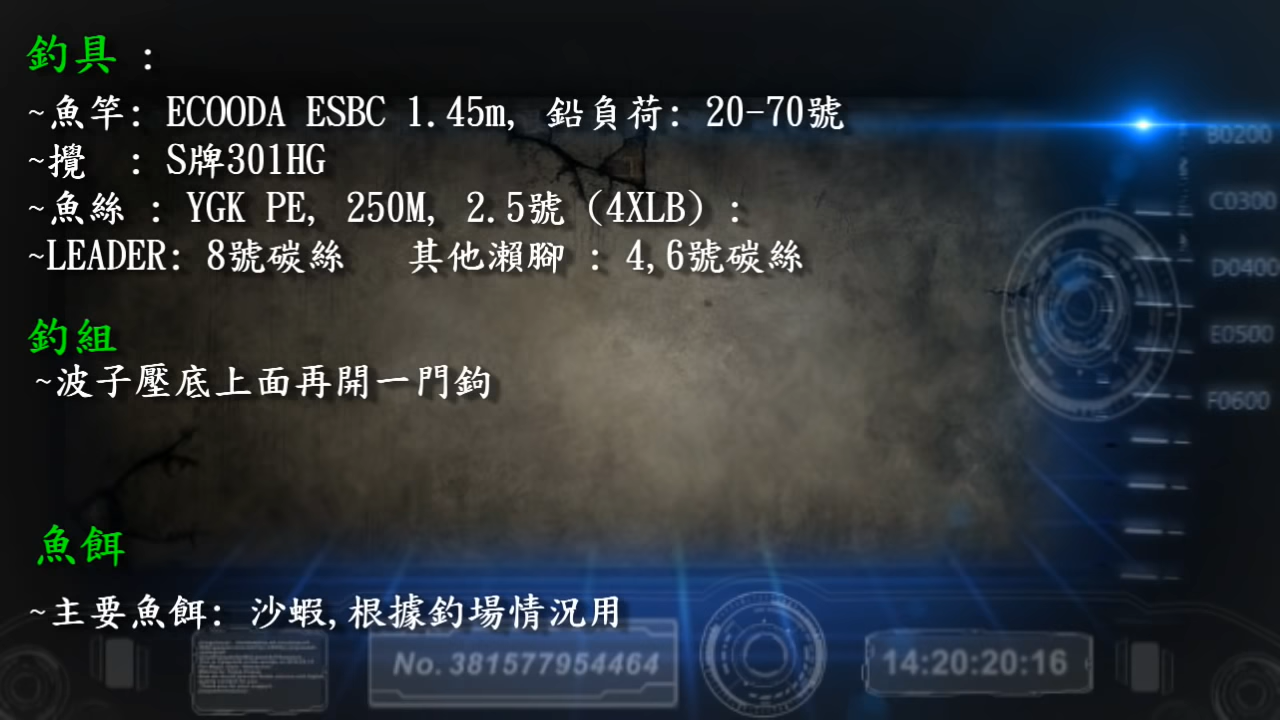 釣具 :
~魚竿: ECOODA ESBC 1.45m, 鉛負荷: 20-70號
~攪 : S牌301HG
~魚絲 : YGK PE, 250M, 2.5號 (4XLB) :
~LEADER: 8號碳絲 其他瀨腳 : 4,6號碳絲
釣組
~波子壓底上面再開一門鉤
魚餌
~主要魚餌: 沙蝦,根據釣場情況用
B0200
C0300
D0400
E0500
F0600
No. 381577954464
14:20:20:16